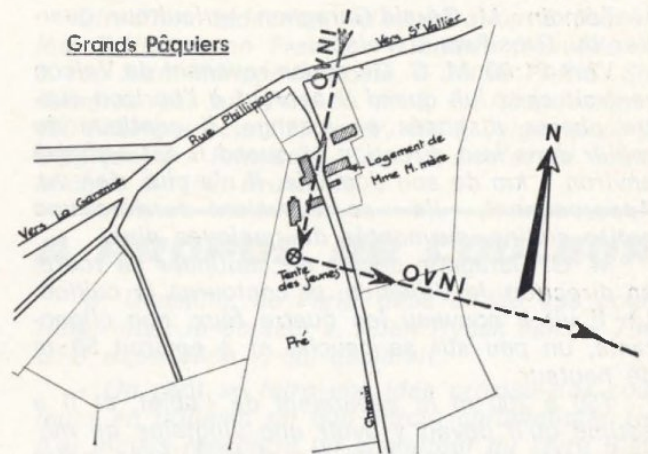 Grands Pâquiers
OVNI
Vers St Vallier
Rue Phillipan
Vers La Garenne
Logement de
Mme M. mère
N
Tente
des jeunes
OVNI
Pré
Chemin